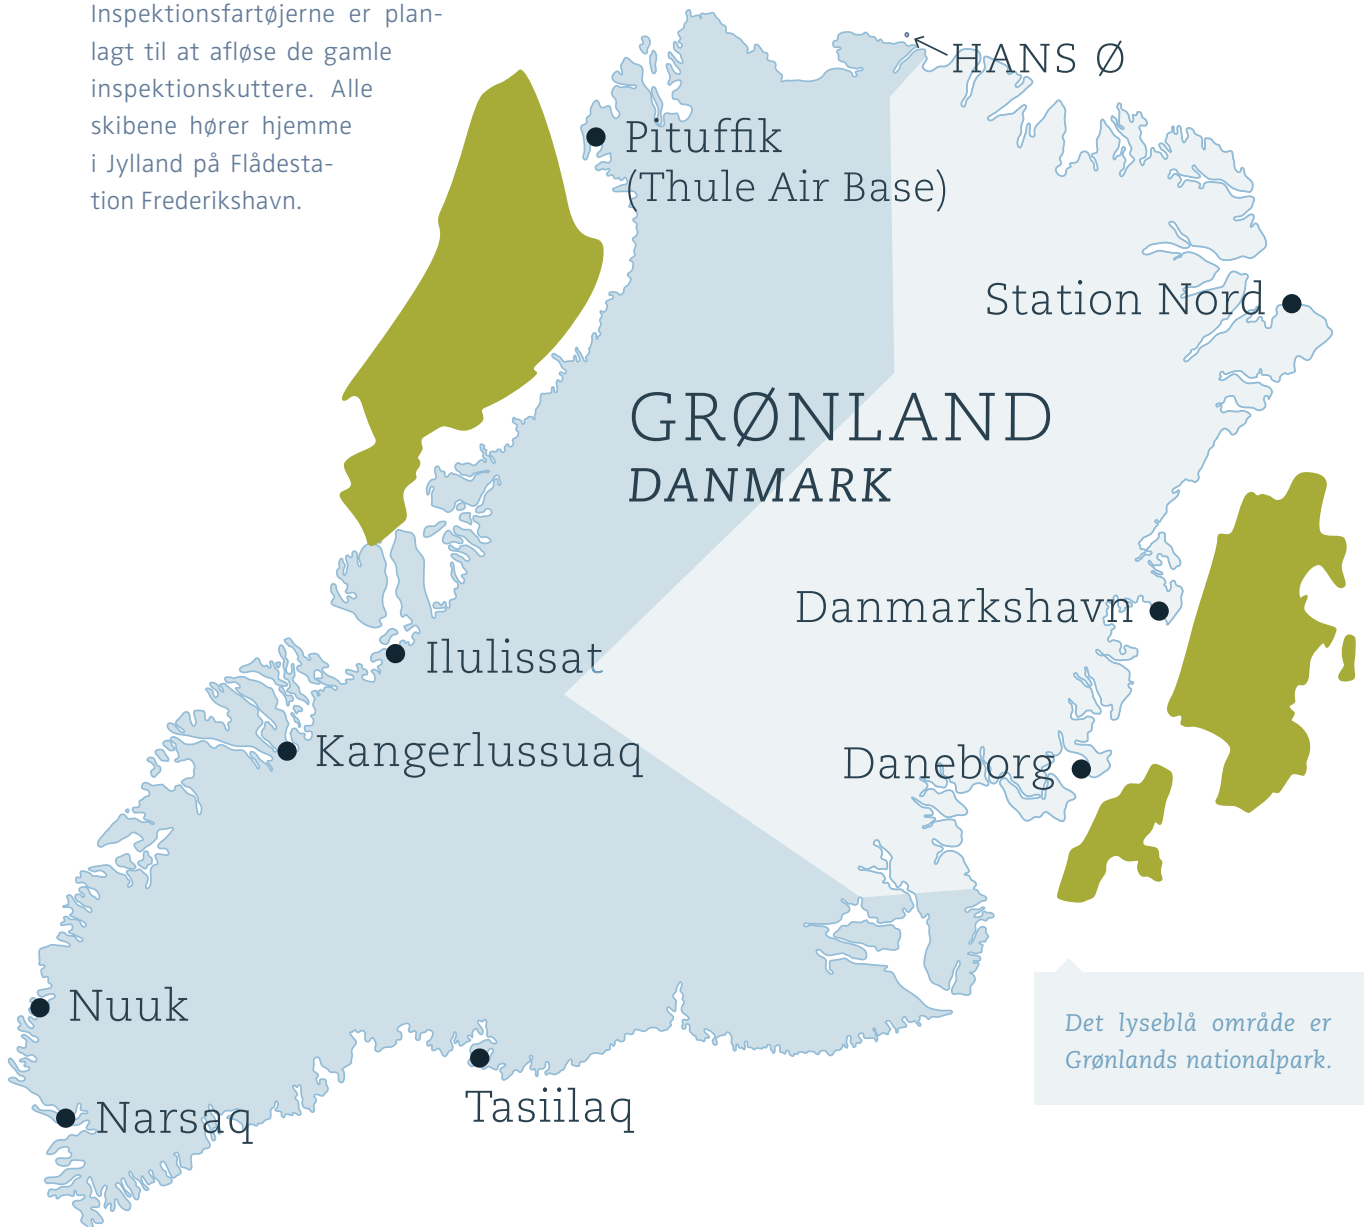 Inspektionsfartøjerne er plan-
lagt til at afløse de gamle
inspektionskuttere. Alle
skibene hører hjemme
i Jylland på Flådesta-
tion Frederikshavn.
HANS Ø
Pituffik
(Thule Air Base)
Station Nord
GRØNLAND
DANMARK
Danmarkshavn
Ilulissat
Kangerlussuaq
Daneborg
Nuuk
Det lyseblå område er
Grønlands nationalpark.
Tasiilaq
Narsaq